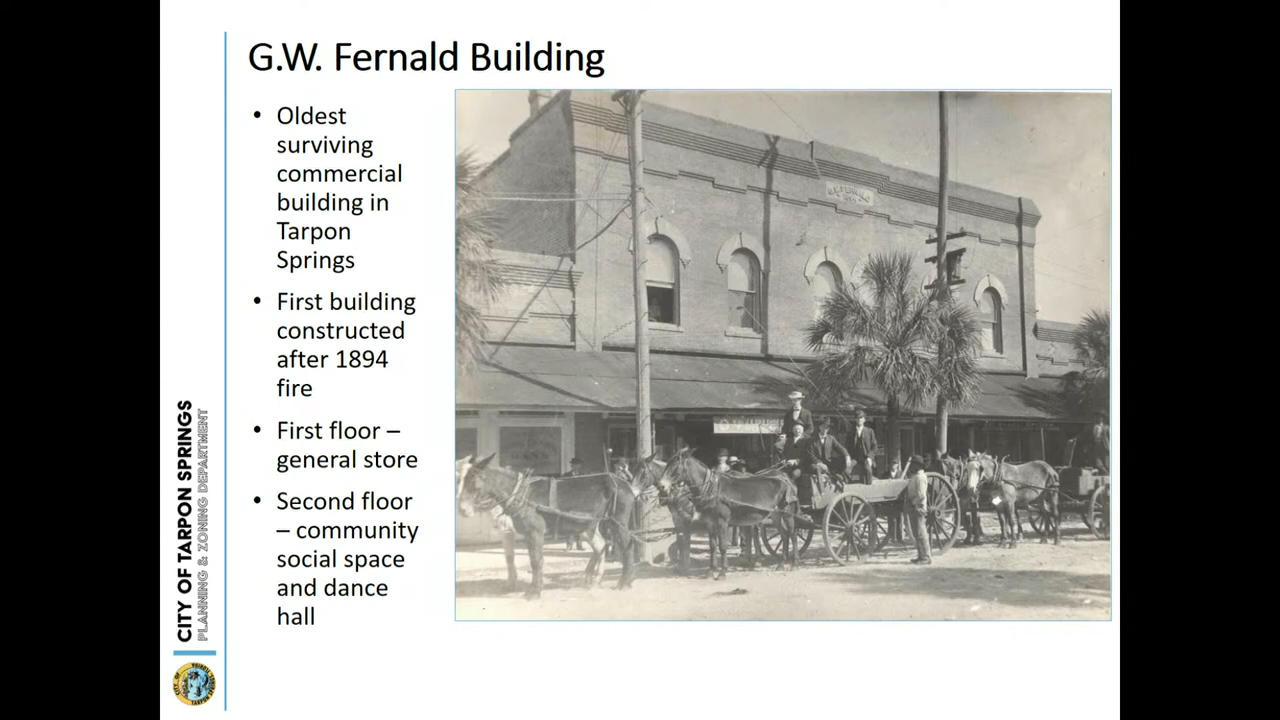 G.W. Fernald Building
• Oldest
surviving
commercial
building in
Tarpon
Springs
• First building
constructed
after 1894
fire
• First floor –
general store
• Second floor
– community
social space
and dance
hall
CITY OF TARPON SPRINGS
PLANNING & ZONING DEPARTMENT